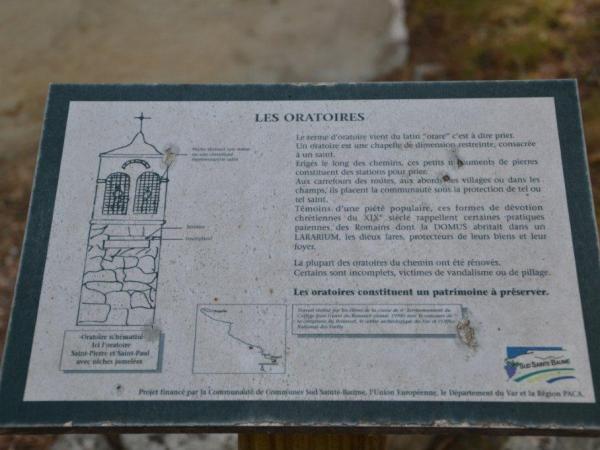 LES ORATOIRES
Le terme d'oratoire vient du latin "orare" c'est à dire prier.
Un oratoire est une chapelle de dimension restreinte, consacrée
à un saint.
Erigés le long des chemins, ces petits monuments de pierres
constituent des stations pour prier.
Aux carrefours des routes, aux abords des villages ou dans les
champs, ils placent la communauté sous la protection de tel ou
tel saint.
Témoins d'une piété populaire, ces formes de dévotion
chrétiennes du XIXe siècle rappellent certaines pratiques
païennes des Romains dont la DOMUS abritait dans un
LARARIUM, les dieux lares, protecteurs de leurs biens et leur
foyer.
La plupart des oratoires du chemin ont été rénovés.
Certains sont incomplets, victimes de vandalisme ou de pillage.
Les oratoires constituent un patrimoine à préserver.
Oratoire schématisé
Ici l'oratoire
Saint-Pierre et Saint-Paul
avec niches jumelées
SUD SAINTE BAUME
Projet financé par la Communauté de Communes Sud Sainte-Baume, l'Union Européenne, le Département du Var et la Région PACA.